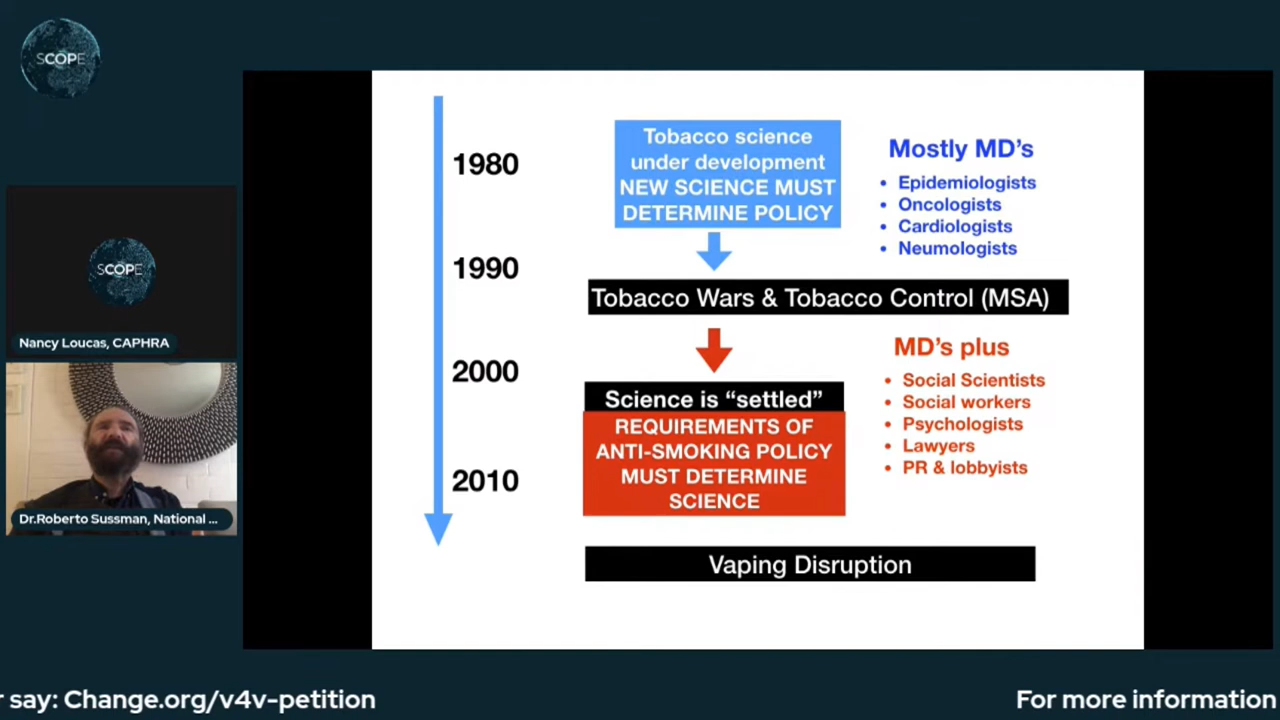 SCOPE
1980
1990
2000
2010
Tobacco science
under development
NEW SCIENCE MUST
DETERMINE POLICY
Mostly MD's
• Epidemiologists
• Oncologists
• Cardiologists
• Neumologists
Tobacco Wars & Tobacco Control (MSA)
Science is “settled”
REQUIREMENTS OF
ANTI-SMOKING POLICY
MUST DETERMINE
SCIENCE
MD's plus
• Social Scientists
• Social workers
• Psychologists
• Lawyers
• PR & lobbyists
Vaping Disruption
SCOPE
Nancy Loucas, CAPHRA
Dr.Roberto Sussman, National ...
r say: Change.org/v4v-petition
For more information